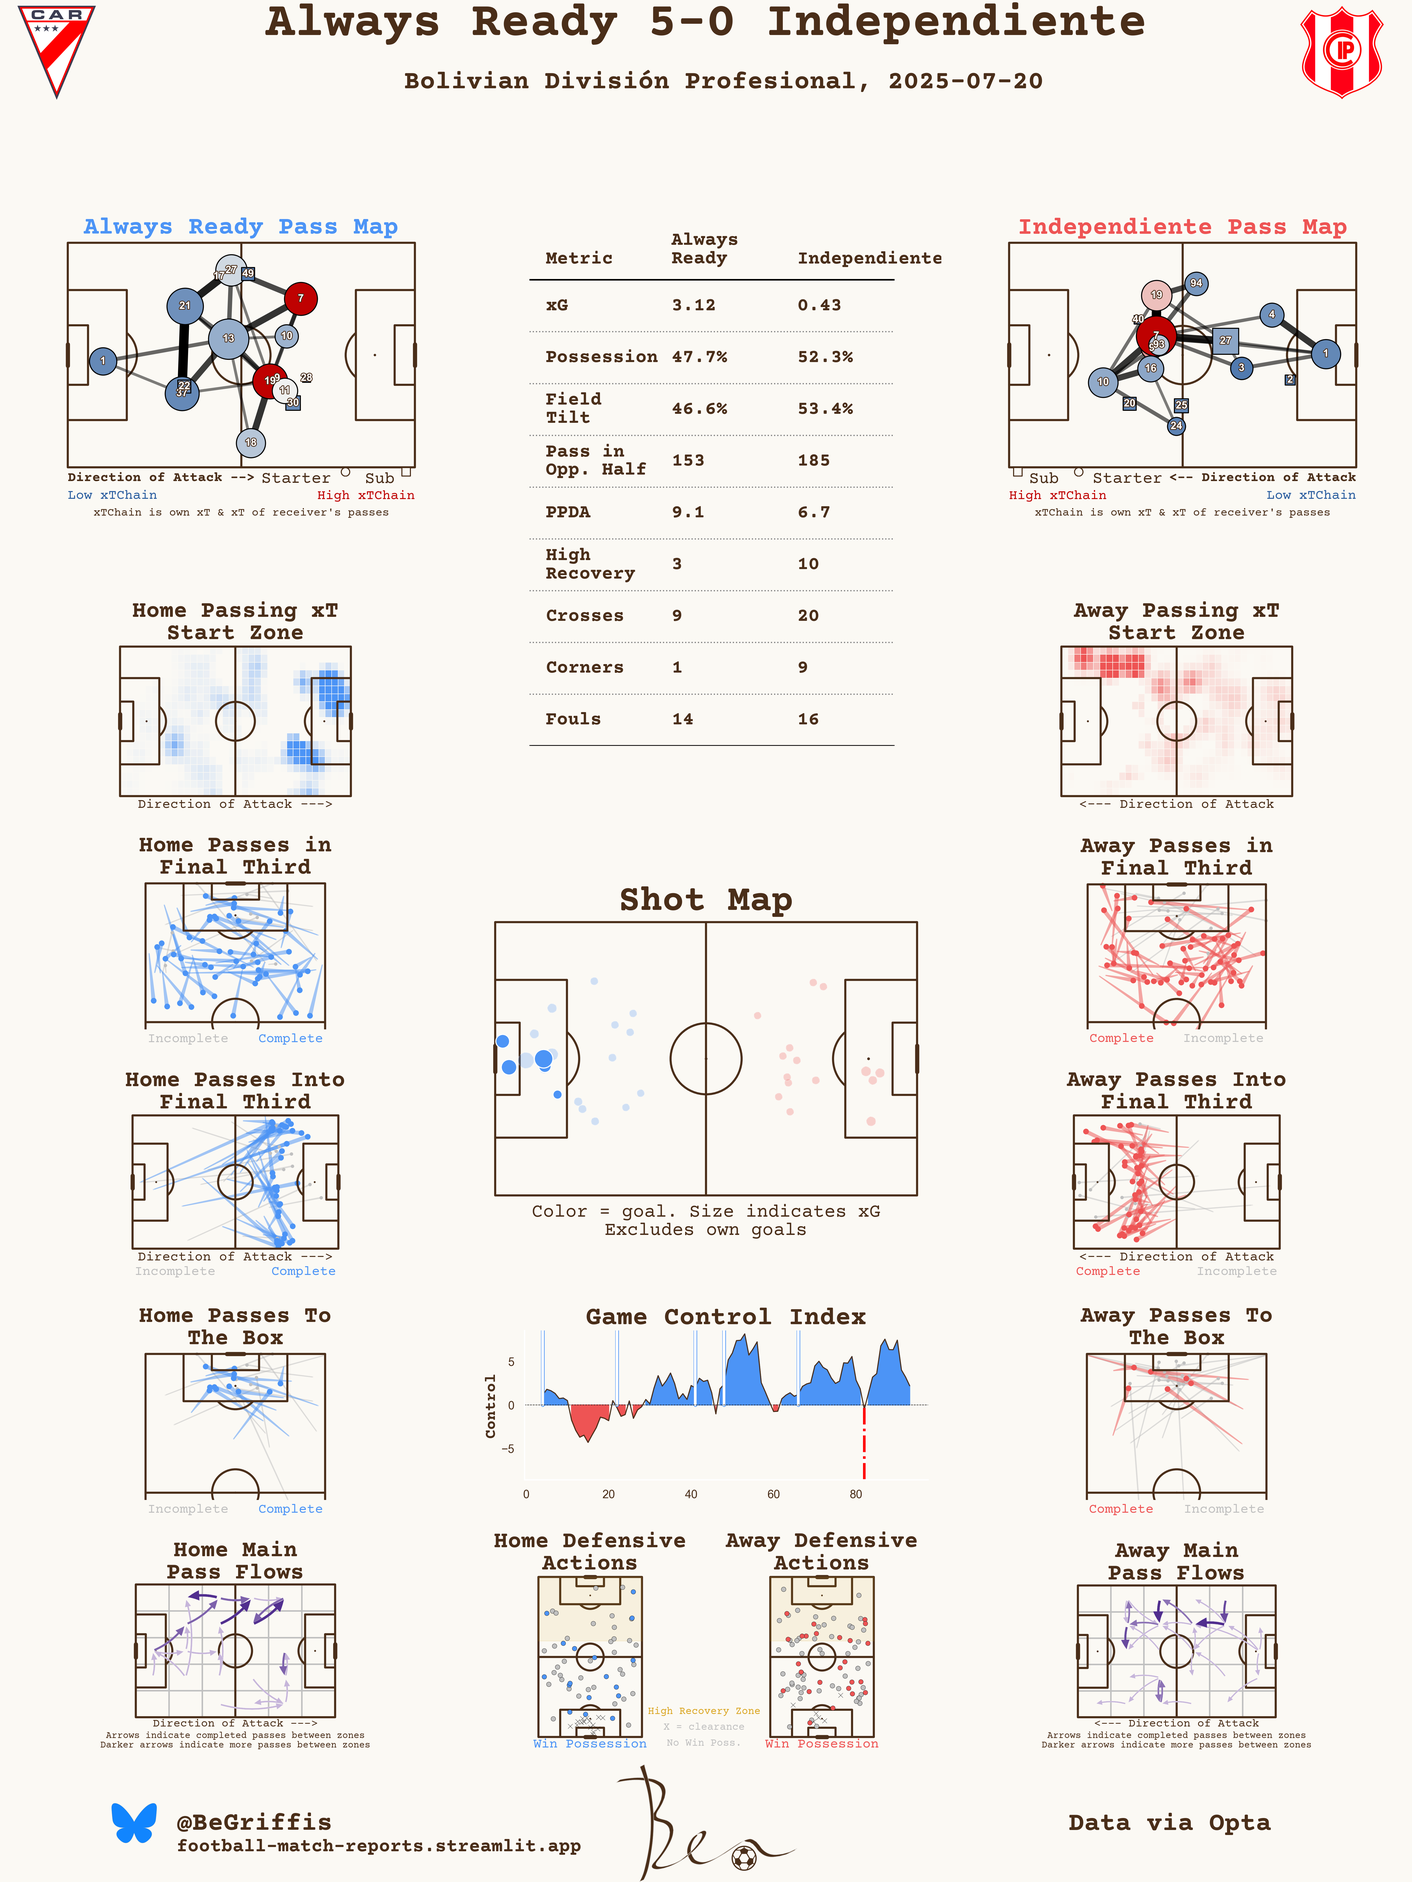 CAR
Always Ready 5-0 Independiente
Bolivian División Profesional, 2025-07-20
CIP
Always Ready Pass Map
1
21
17
27
49
7
13
10
22
37
19
9
28
11
30
18
Direction of Attack --> Starter Sub
Low xTChain High xTChain
xTChain is own xT & xT of receiver's passes
Metric Always Ready Independiente
xG 3.12 0.43
Possession 47.7% 52.3%
Field Tilt 46.6% 53.4%
Pass in Opp. Half 153 185
PPDA 9.1 6.7
High Recovery 3 10
Crosses 9 20
Corners 1 9
Fouls 14 16
Independiente Pass Map
19
94
40
7
93
4
27
1
16
3
10
2
20
25
24
Sub Starter <-- Direction of Attack
High xTChain Low xTChain
xTChain is own xT & xT of receiver's passes
Home Passing xT
Start Zone
Direction of Attack --->
Away Passing xT
Start Zone
<--- Direction of Attack
Home Passes in
Final Third
Incomplete Complete
Away Passes in
Final Third
Complete Incomplete
Shot Map
Color = goal. Size indicates xG
Excludes own goals
Home Passes Into
Final Third
Direction of Attack --->
Incomplete Complete
Away Passes Into
Final Third
<--- Direction of Attack
Complete Incomplete
Home Passes To
The Box
Incomplete Complete
Game Control Index
Control
5
0
−5
0 20 40 60 80
Away Passes To
The Box
Complete Incomplete
Home Main
Pass Flows
Direction of Attack --->
Arrows indicate completed passes between zones
Darker arrows indicate more passes between zones
Home Defensive
Actions
Win Possession
High Recovery Zone
X = clearance
No Win Poss.
Away Defensive
Actions
Win Possession
Away Main
Pass Flows
<--- Direction of Attack
Arrows indicate completed passes between zones
Darker arrows indicate more passes between zones
@BeGriffis
football-match-reports.streamlit.app
Ben
Data via Opta